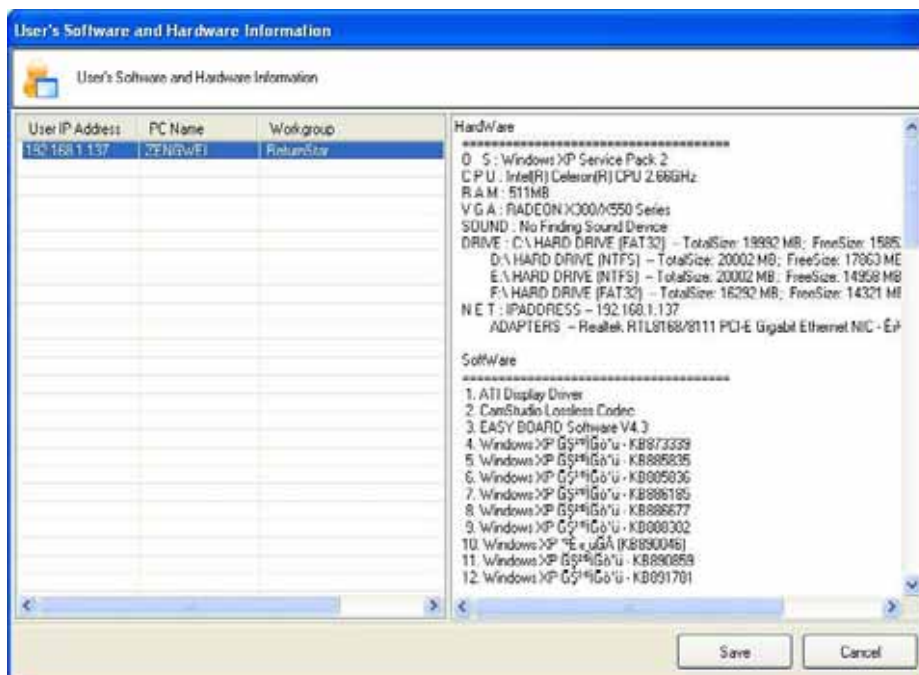 User's Software and Hardware Information
User's Software and Hardware Information
User IP Address PC Name Workgroup
192.168.1.137 ZENGWEI ReturnStar
HardWare
=====================================
O S : Windows XP Service Pack 2
C P U : Intel(R) Celeron(R) CPU 2.66GHz
R A M : 511MB
V G A : RADEON X300/X550 Series
SOUND : No Finding Sound Device
DRIVE : C:\ HARD DRIVE (FAT32) -- TotalSize: 19992 MB; FreeSize: 1585
D:\ HARD DRIVE (NTFS) -- TotalSize: 20002 MB; FreeSize: 17863 MB
E:\ HARD DRIVE (NTFS) -- TotalSize: 20002 MB; FreeSize: 14958 MB
F:\ HARD DRIVE (FAT32) -- TotalSize: 16292 MB; FreeSize: 14321 MB
N E T : IPADDRESS -- 192.168.1.137
ADAPTERS -- Realtek RTL8168/8111 PCI-E Gigabit Ethernet NIC -
SoftWare
=====================================
1. ATI Display Driver
2. CamStudio Lossless Codec
3. EASY BOARD Software V4.3
4. Windows XP - KB873339
5. Windows XP - KB885835
6. Windows XP - KB885836
7. Windows XP - KB886185
8. Windows XP - KB886677
9. Windows XP - KB888302
10. Windows XP (KB890046)
11. Windows XP - KB890859
12. Windows XP - KB891781
Save Cancel